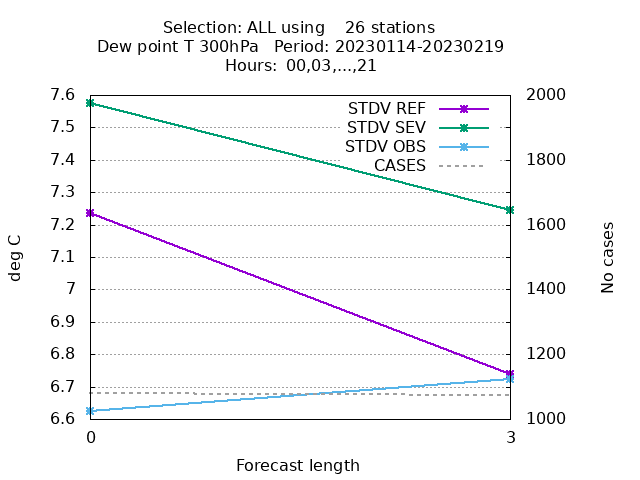 Selection: ALL using    26 stations
Dew point T 300hPa   Period: 20230114-20230219
Hours: 00,03,...,21
STDV REF
STDV SEV
STDV OBS
CASES
7.6
7.5
7.4
7.3
7.2
7.1
7
6.9
6.8
6.7
6.6
2000
1800
1600
1400
1200
1000
deg C
No cases
0
3
Forecast length